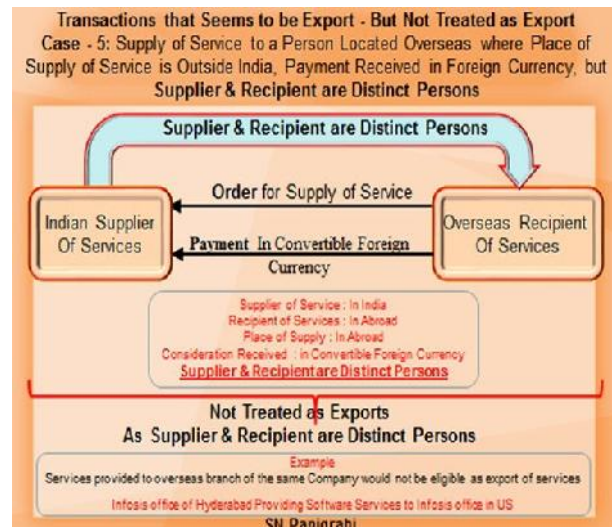 Transactions that Seems to be Export - But Not Treated as Export
Case - 5: Supply of Service to a Person Located Overseas where Place of
Supply of Service is Outside India, Payment Received in Foreign Currency, but
Supplier & Recipient are Distinct Persons
Supplier & Recipient are Distinct Persons
Order for Supply of Service
Indian Supplier
Of Services
Overseas Recipient
Of Services
Payment In Convertible Foreign
Currency
Supplier of Service : In India
Recipient of Services : In Abroad
Place of Supply : In Abroad
Consideration Received : in Convertible Foreign Currency
Supplier & Recipient are Distinct Persons
Not Treated as Exports
As Supplier & Recipient are Distinct Persons
Example
Services provided to overseas branch of the same Company would not be eligible as export of services
Infosis office of Hyderabad Providing Software Services to Infosis office in US
SN Panigrahi